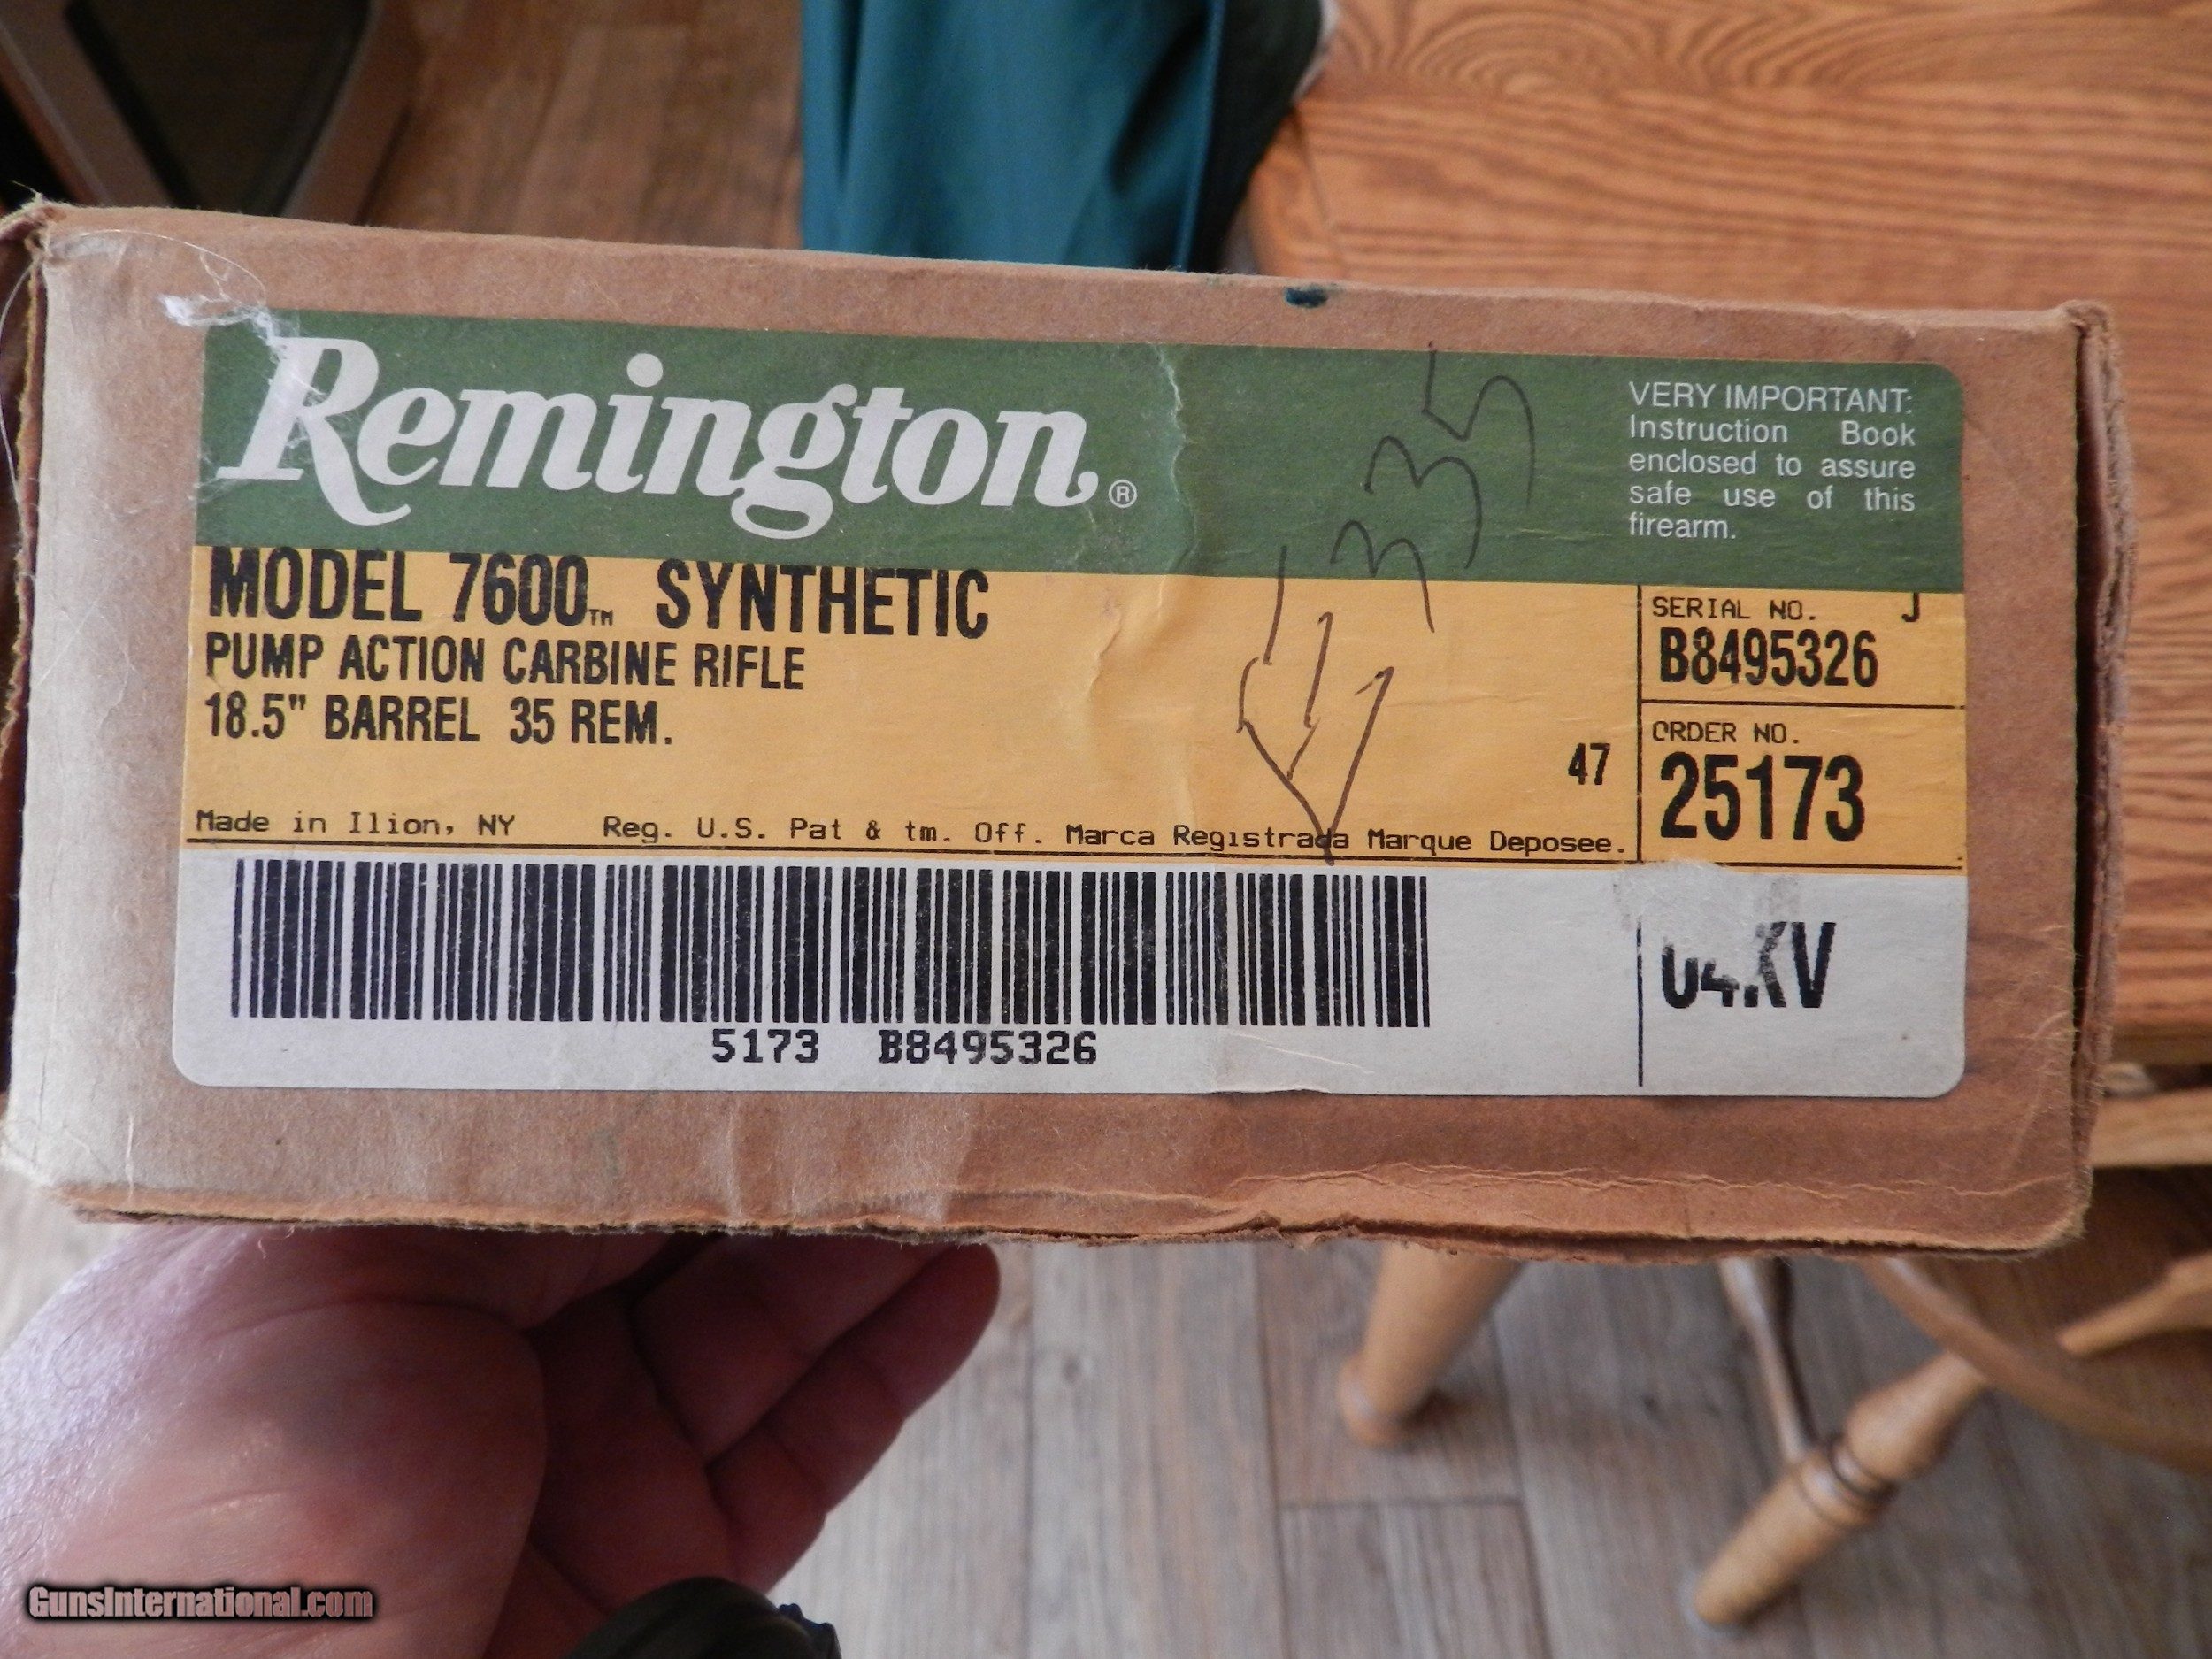 Remington®
VERY IMPORTANT:
Instruction Book
enclosed to assure
safe use of this
firearm.
MODEL 7600™ SYNTHETIC
PUMP ACTION CARBINE RIFLE
18.5" BARREL 35 REM.
47
Made in Ilion, NY Reg. U.S. Pat & tm. Off. Marca Registrada Marque Deposee.
SERIAL NO. J
B8495326
ORDER NO.
25173
5173 B8495326
GunsInternational.com